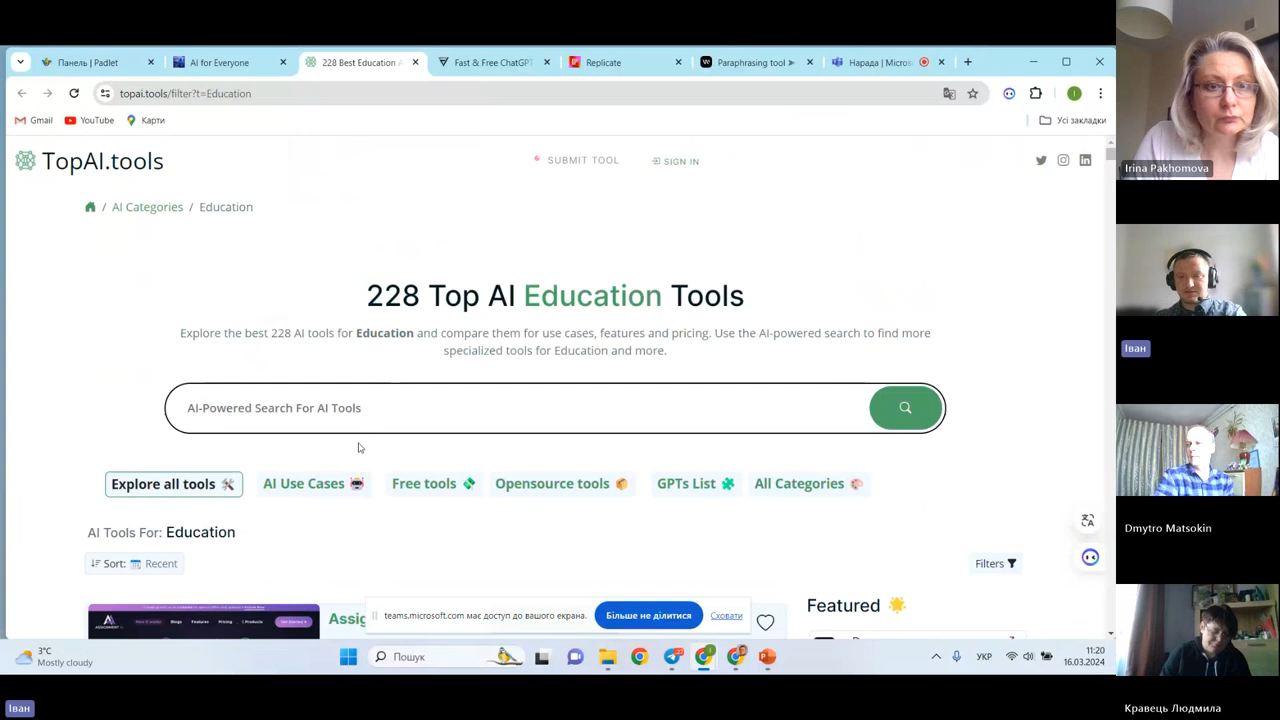 Панель | Padlet
AI for Everyone
228 Best Education A
Fast & Free ChatGPT
Replicate
Paraphrasing tool
Нарада | Micros
topai.tools/filter?t=Education
Gmail
YouTube
Карти
Усі закладки
TopAI.tools
SUBMIT TOOL
SIGN IN
AI Categories / Education
228 Top AI Education Tools
Explore the best 228 AI tools for Education and compare them for use cases, features and pricing. Use the AI-powered search to find more
specialized tools for Education and more.
AI-Powered Search For AI Tools
Explore all tools
AI Use Cases
Free tools
Opensource tools
GPTs List
All Categories
AI Tools For: Education
Sort: Recent
Filters
Featured
teams.microsoft.com має доступ до вашого екрана.
Більше не ділитися
Сховати
3°C
Mostly cloudy
Пошук
УКР
11:20
16.03.2024
Іван
Irina Pakhomova
Іван
Dmytro Matsokin
Кравець Людмила